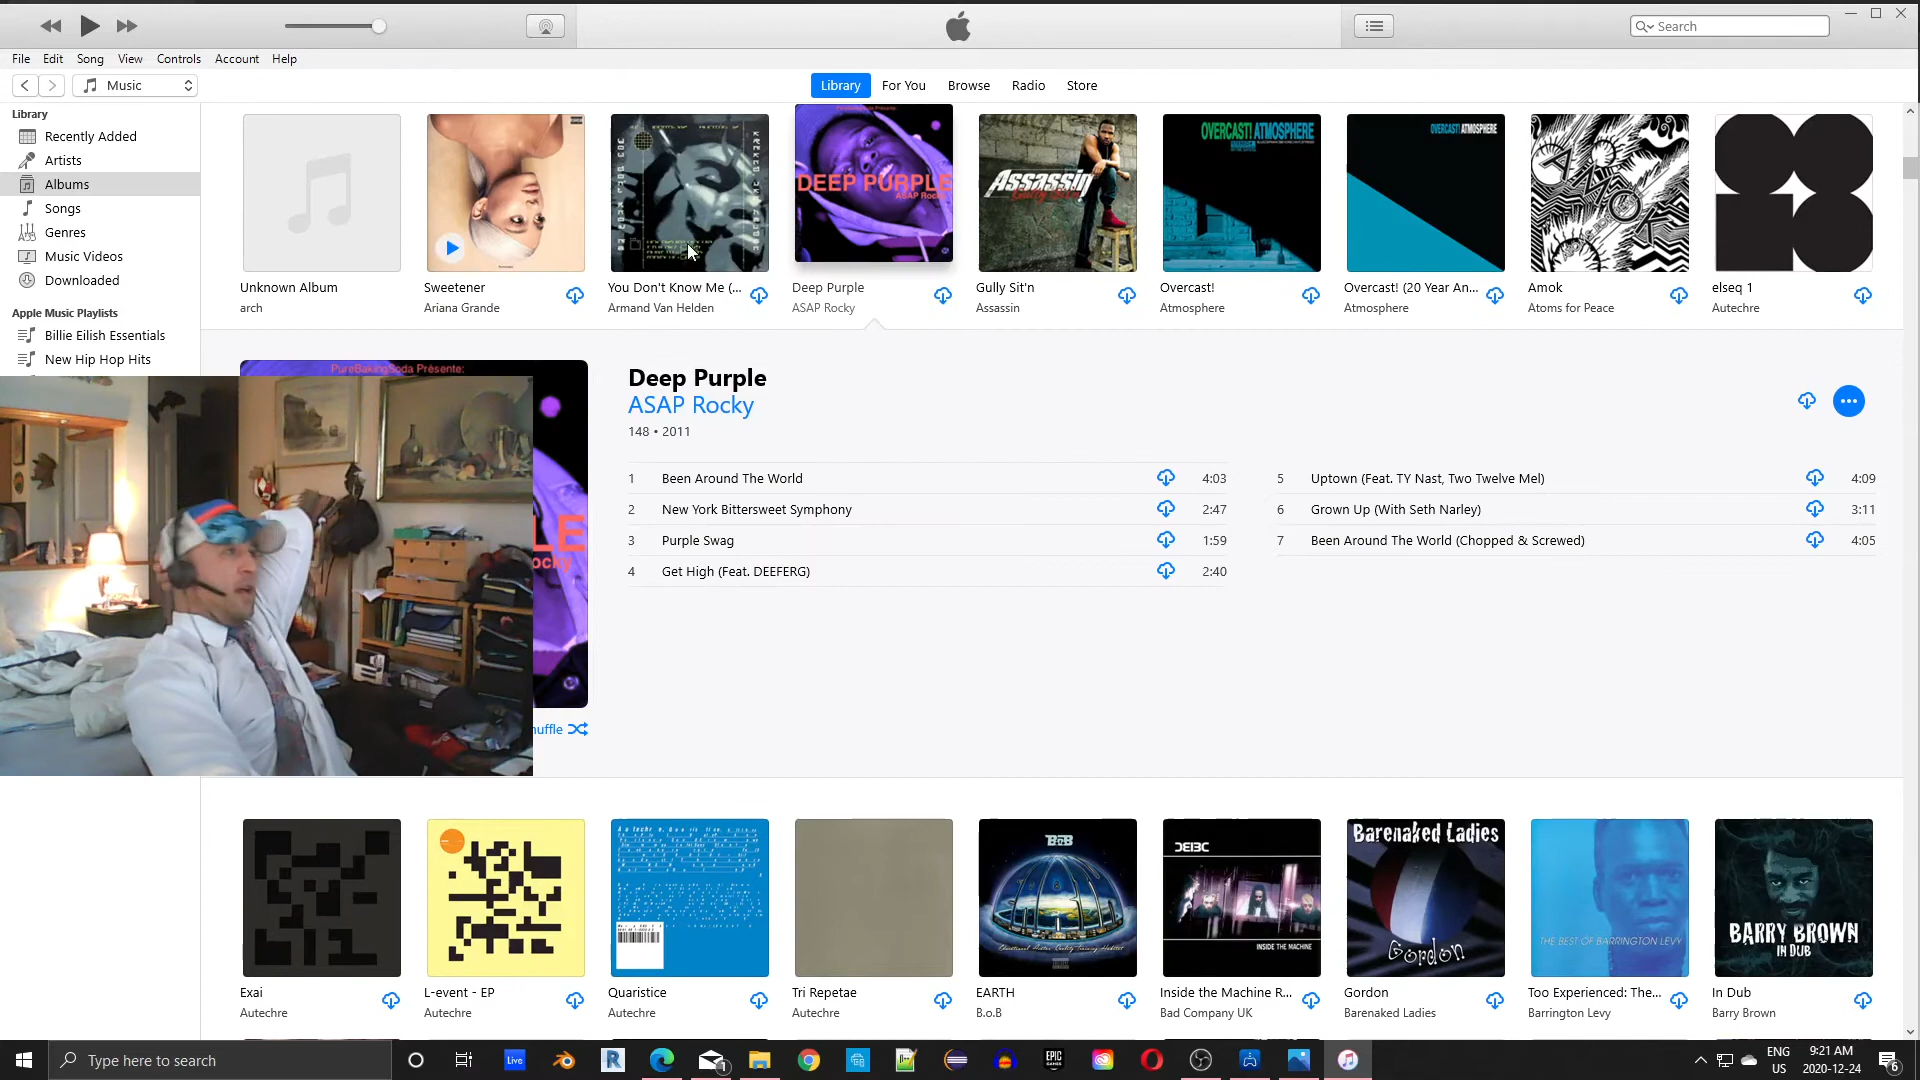 Search
File Edit Song View Controls Account Help
Music
Library For You Browse Radio Store
Library
Recently Added
Artists
Albums
Songs
Genres
Music Videos
Downloaded
Apple Music Playlists
Billie Eilish Essentials
New Hip Hop Hits
DEEP PURPLE
ASAP Rocky
Assassin
OVERCAST! ATMOSPHERE
OVERCAST! ATMOSPHERE
AMOK
Unknown Album
arch
Sweetener
Ariana Grande
You Don't Know Me (...
Armand Van Helden
Deep Purple
ASAP Rocky
Gully Sit'n
Assassin
Overcast!
Atmosphere
Overcast! (20 Year An...
Atmosphere
Amok
Atoms for Peace
elseq 1
Autechre
PureBakingSoda Présente:
LE
ocky
Deep Purple
ASAP Rocky
148 • 2011
1 Been Around The World 4:03
2 New York Bittersweet Symphony 2:47
3 Purple Swag 1:59
4 Get High (Feat. DEEFERG) 2:40
5 Uptown (Feat. TY Nast, Two Twelve Mel) 4:09
6 Grown Up (With Seth Narley) 3:11
7 Been Around The World (Chopped & Screwed) 4:05
uffle
B.o.B
INSIDE THE MACHINE
Barenaked Ladies
Gordon
THE BEST OF BARRINGTON LEVY
BARRY BROWN
IN DUB
Exai
Autechre
L-event - EP
Autechre
Quaristice
Autechre
Tri Repetae
Autechre
EARTH
B.o.B
Inside the Machine R...
Bad Company UK
Gordon
Barenaked Ladies
Too Experienced: The...
Barrington Levy
In Dub
Barry Brown
Type here to search
Live
R
1
EPIC
GAMES
ENG
US
9:21 AM
2020-12-24
6